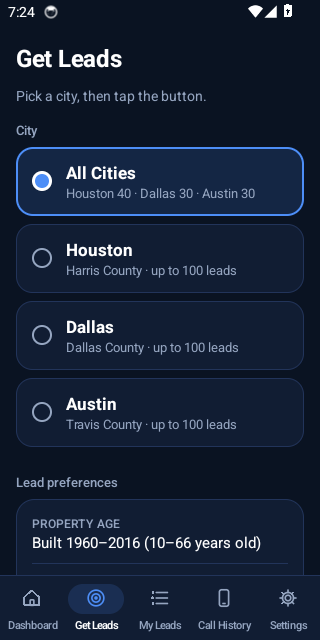 7:24
Get Leads
Pick a city, then tap the button.
City
All Cities
Houston 40 · Dallas 30 · Austin 30
Houston
Harris County · up to 100 leads
Dallas
Dallas County · up to 100 leads
Austin
Travis County · up to 100 leads
Lead preferences
PROPERTY AGE
Built 1960–2016 (10–66 years old)
Dashboard Get Leads My Leads Call History Settings